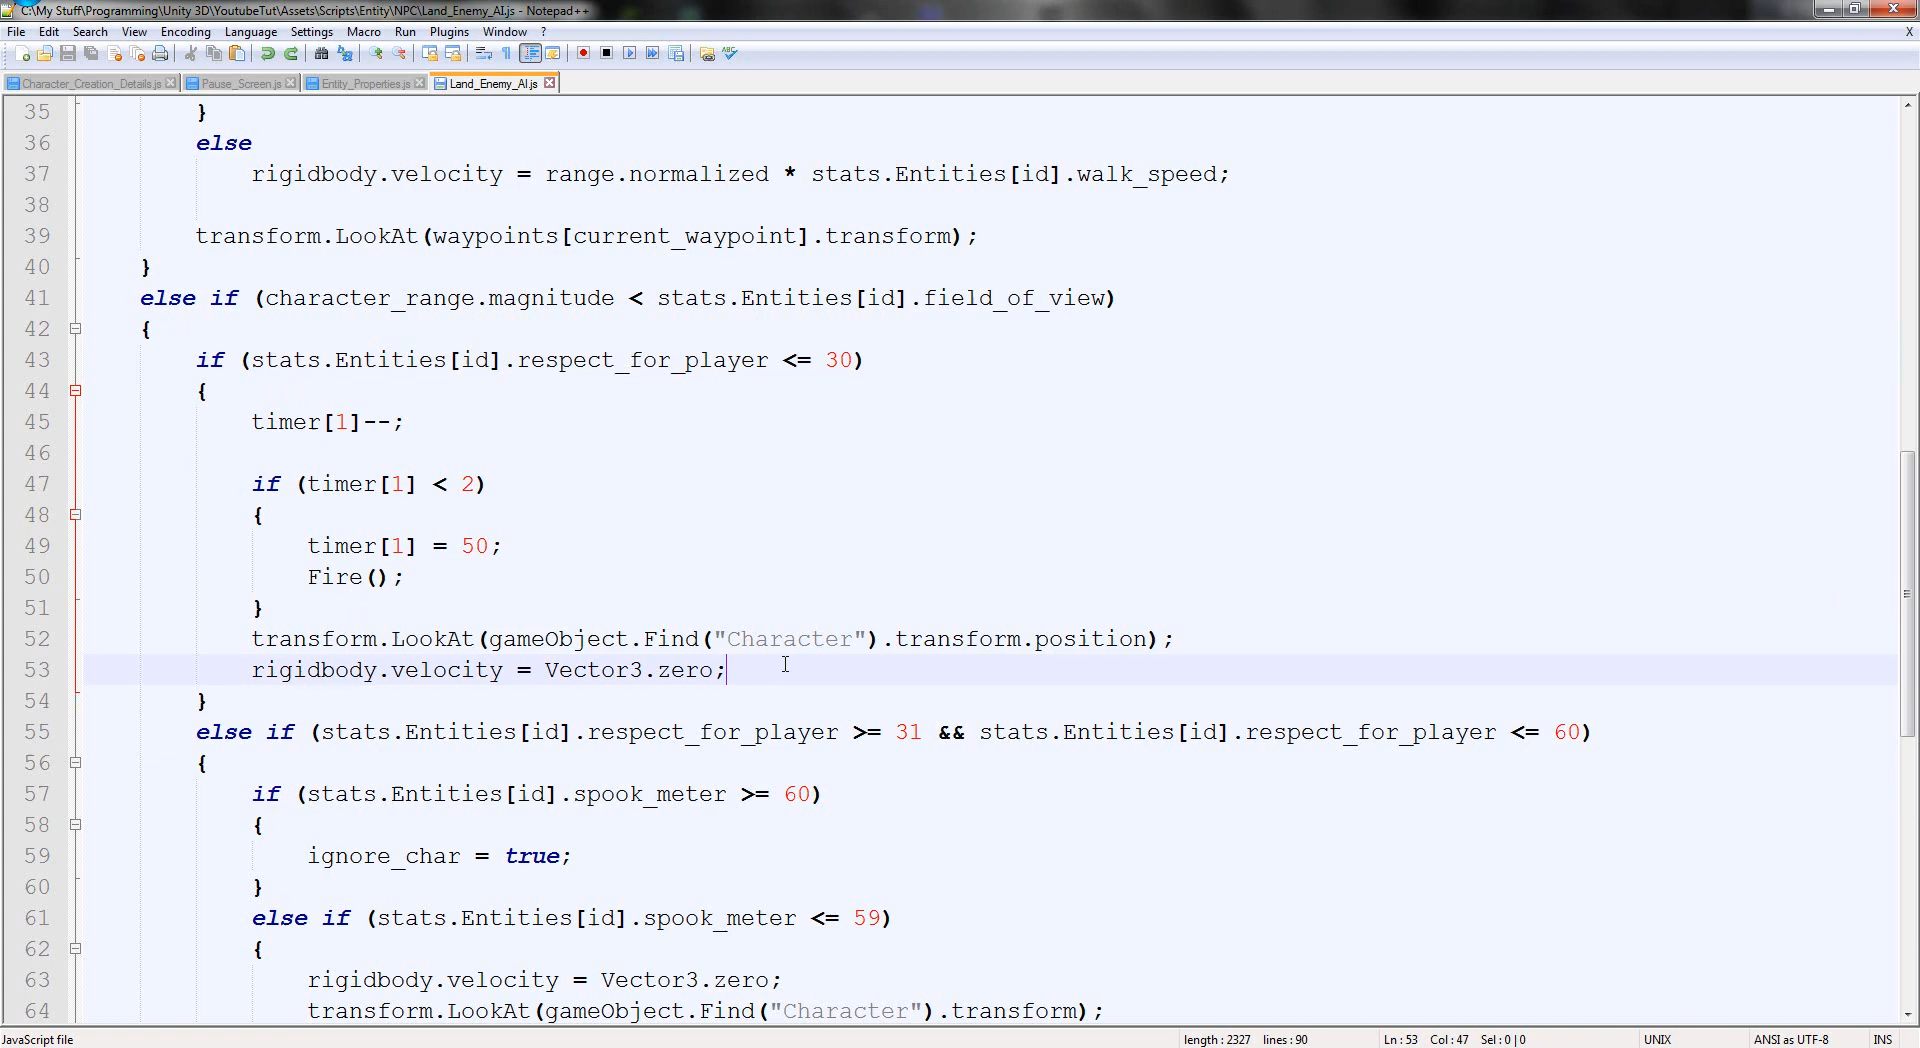 C:\My Stuff\Programming\Unity 3D\YoutubeTut\Assets\Scripts\Entity\NPC\Land_Enemy_AI.js - Notepad++
File Edit Search View Encoding Language Settings Macro Run Plugins Window ? X
Character_Creation_Details.js Pause_Screen.js Entity_Properties.js Land_Enemy_AI.js
35 }
36 else
37 rigidbody.velocity = range.normalized * stats.Entities[id].walk_speed;
38
39 transform.LookAt(waypoints[current_waypoint].transform);
40 }
41 else if (character_range.magnitude < stats.Entities[id].field_of_view)
42 {
43 if (stats.Entities[id].respect_for_player <= 30)
44 {
45 timer[1]--;
46
47 if (timer[1] < 2)
48 {
49 timer[1] = 50;
50 Fire();
51 }
52 transform.LookAt(gameObject.Find("Character").transform.position);
53 rigidbody.velocity = Vector3.zero;
54 }
55 else if (stats.Entities[id].respect_for_player >= 31 && stats.Entities[id].respect_for_player <= 60)
56 {
57 if (stats.Entities[id].spook_meter >= 60)
58 {
59 ignore_char = true;
60 }
61 else if (stats.Entities[id].spook_meter <= 59)
62 {
63 rigidbody.velocity = Vector3.zero;
64 transform.LookAt(gameObject.Find("Character").transform);
JavaScript file length : 2327 lines : 90 Ln : 53 Col : 47 Sel : 0 | 0 UNIX ANSI as UTF-8 INS